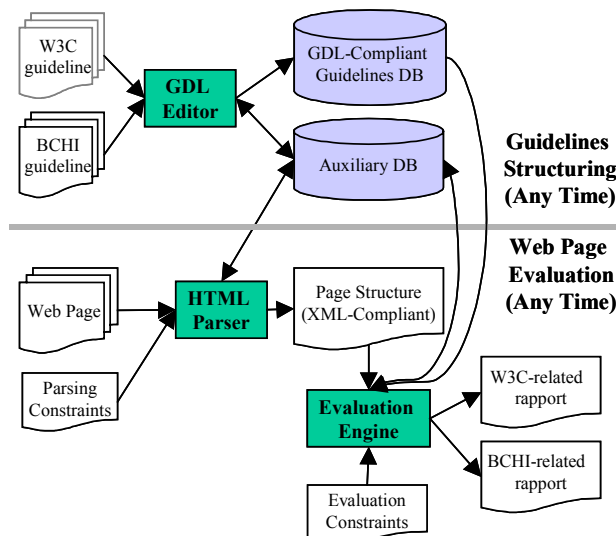 W3C
guideline
BCHI
guideline
GDL
Editor
GDL-Compliant
Guidelines DB
Auxiliary DB
Guidelines
Structuring
(Any Time)
Web Page
Evaluation
(Any Time)
Web Page
Parsing
Constraints
HTML
Parser
Page Structure
(XML-Compliant)
Evaluation
Engine
Evaluation
Constraints
W3C-related
rapport
BCHI-related
rapport